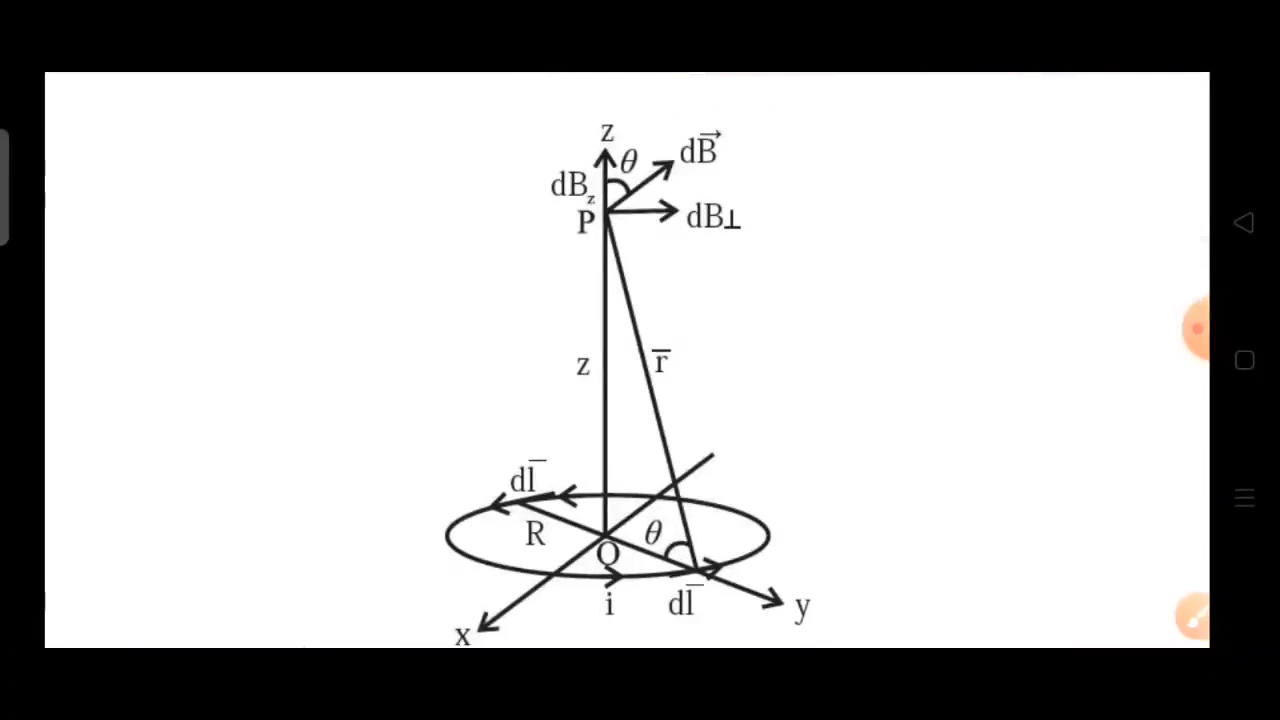 z
θ
dB⃗
dB_z
P
dB⊥
z
r̅
dl̅
R
θ
O
i
dl̅
y
x